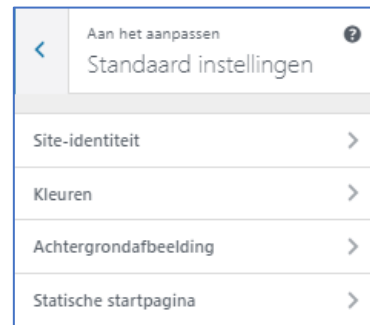 Aan het aanpassen
Standaard instellingen
Site-identiteit
Kleuren
Achtergrondafbeelding
Statische startpagina